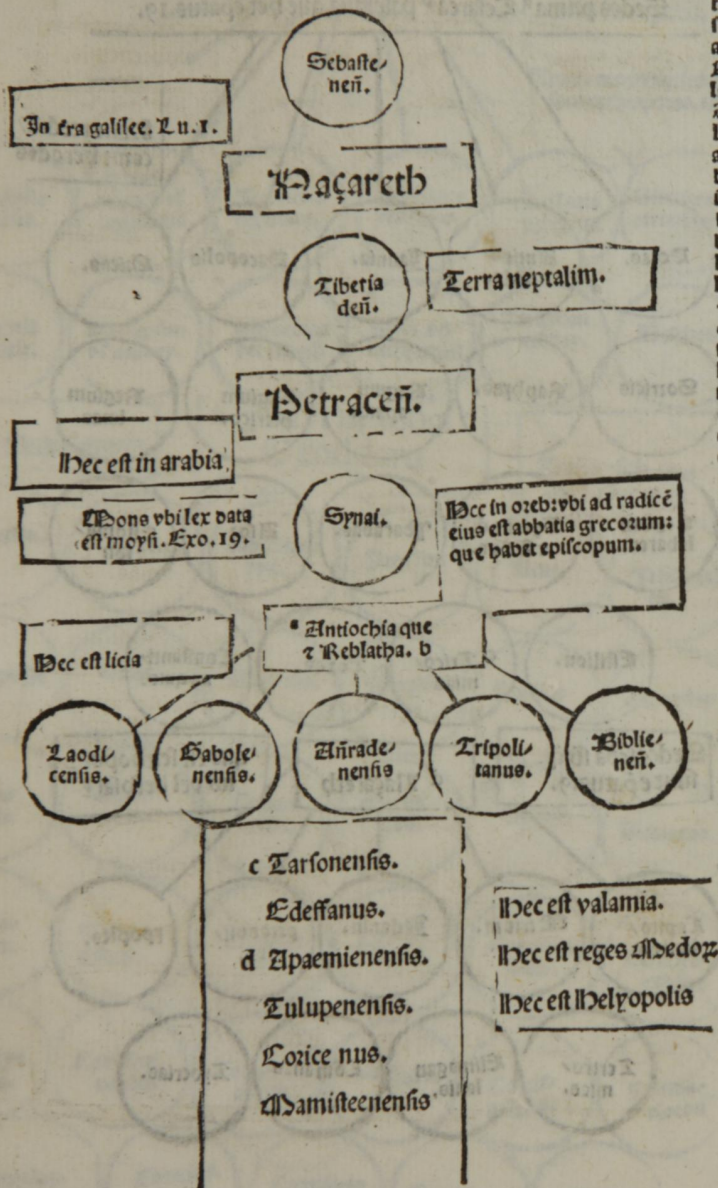 Sebaste⸗
neñ.
In t̃ra galilee. Lu.1.
Naçareth
Tiberia
deñ.
Terra neptalim.
Petraceñ.
Hec est in arabia
Mons vbi lex data
est moysi. Exo. 19.
Synai.
Hec in oreb: vbi ad radicē
eius est abbatia grecorum:
que habet episcopum.
Antiochia que
⁊ Reblatha. b
Hec est licia
Laodi⸗
censis.
Gabole⸗
nensis.
Añrade⸗
nensis
Tripoli⸗
tanus.
Biblie⸗
neñ.
c Tarsonensis.
Edessanus.
d Apaemienensis.
Tulupenensis.
Corice nus.
Mamisteenensis
Hec est valamia.
Hec est reges Medoꝝ
Hec est Helyopolis